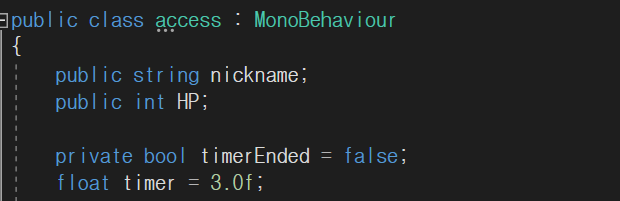 public class access : MonoBehaviour
{
public string nickname;
public int HP;
private bool timerEnded = false;
float timer = 3.0f;